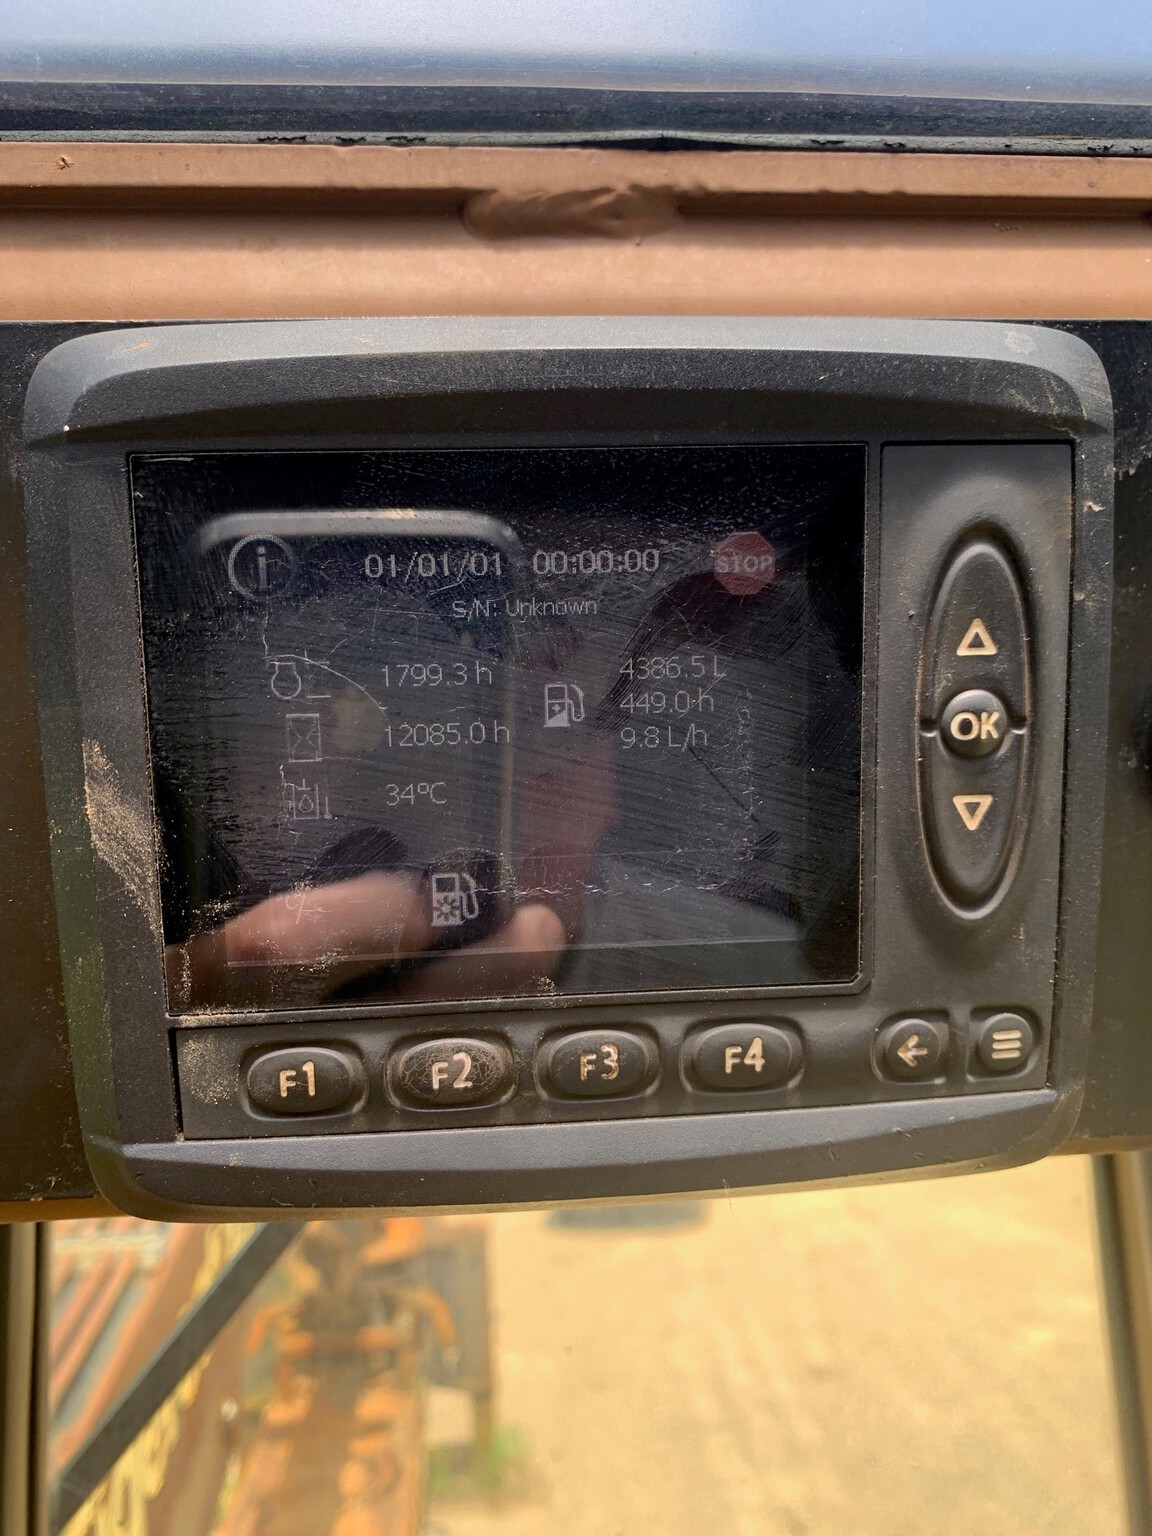 01/01/01 00:00:00 STOP
S/N: Unknown
1799.3 h
4386.5 L
449.0 h
12085.0 h
9.8 L/h
34°C
OK
F1 F2 F3 F4